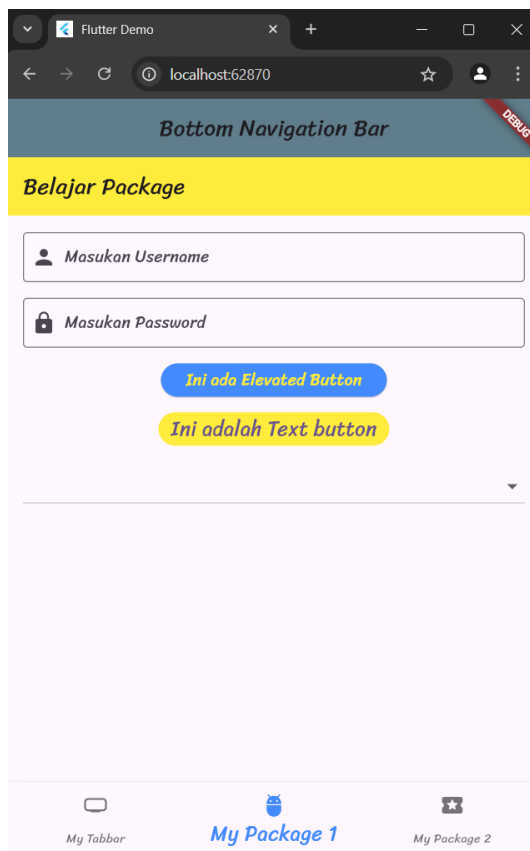 Flutter Demo
localhost:62870
Bottom Navigation Bar
DEBUG
Belajar Package
Masukan Username
Masukan Password
Ini ada Elevated Button
Ini adalah Text button
My Tabbar
My Package 1
My Package 2